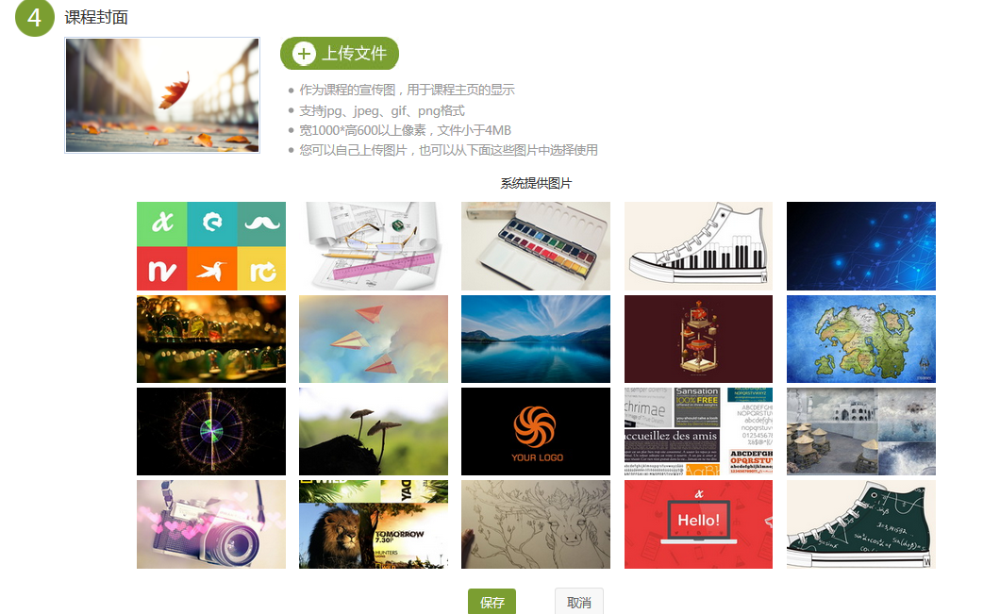 4 课程封面
上传文件
作为课程的宣传图，用于课程主页的显示
支持jpg、jpeg、gif、png格式
宽1000*高600以上像素，文件小于4MB
您可以自己上传图片，也可以从下面这些图片中选择使用
系统提供图片
YOUR LOGO
Sansation
100% FREE
chrimae
accueillez des amis
ABCDEFGH
TOMORROW
7.30P
HUNTERS
Hello!
保存 取消